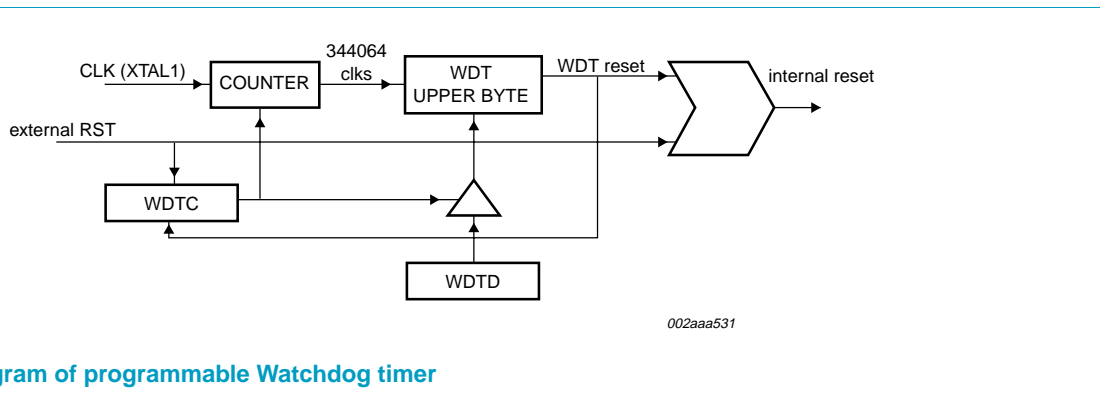 344064
clks
CLK (XTAL1)
COUNTER
WDT
UPPER BYTE
WDT reset
internal reset
external RST
WDTC
WDTD
002aaa531
gram of programmable Watchdog timer